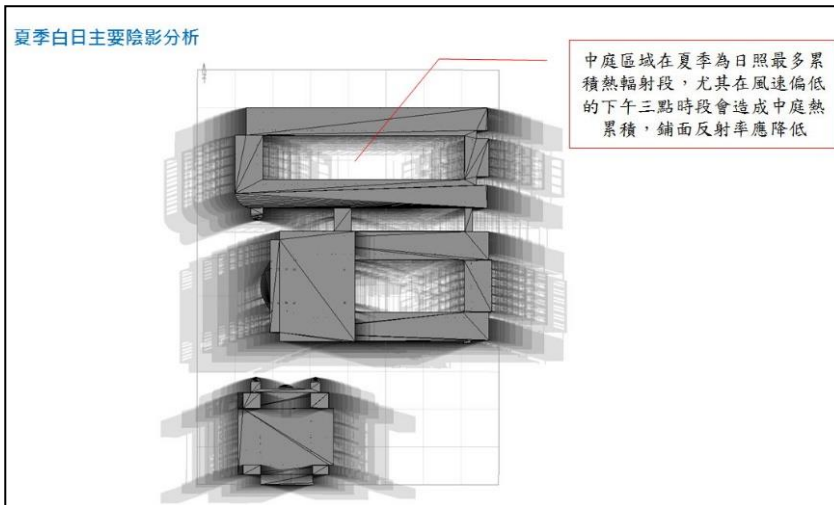 夏季白日主要陰影分析
中庭區域在夏季為日照最多累
積熱輻射段，尤其在風速偏低
的下午三點時段會造成中庭熱
累積，鋪面反射率應降低